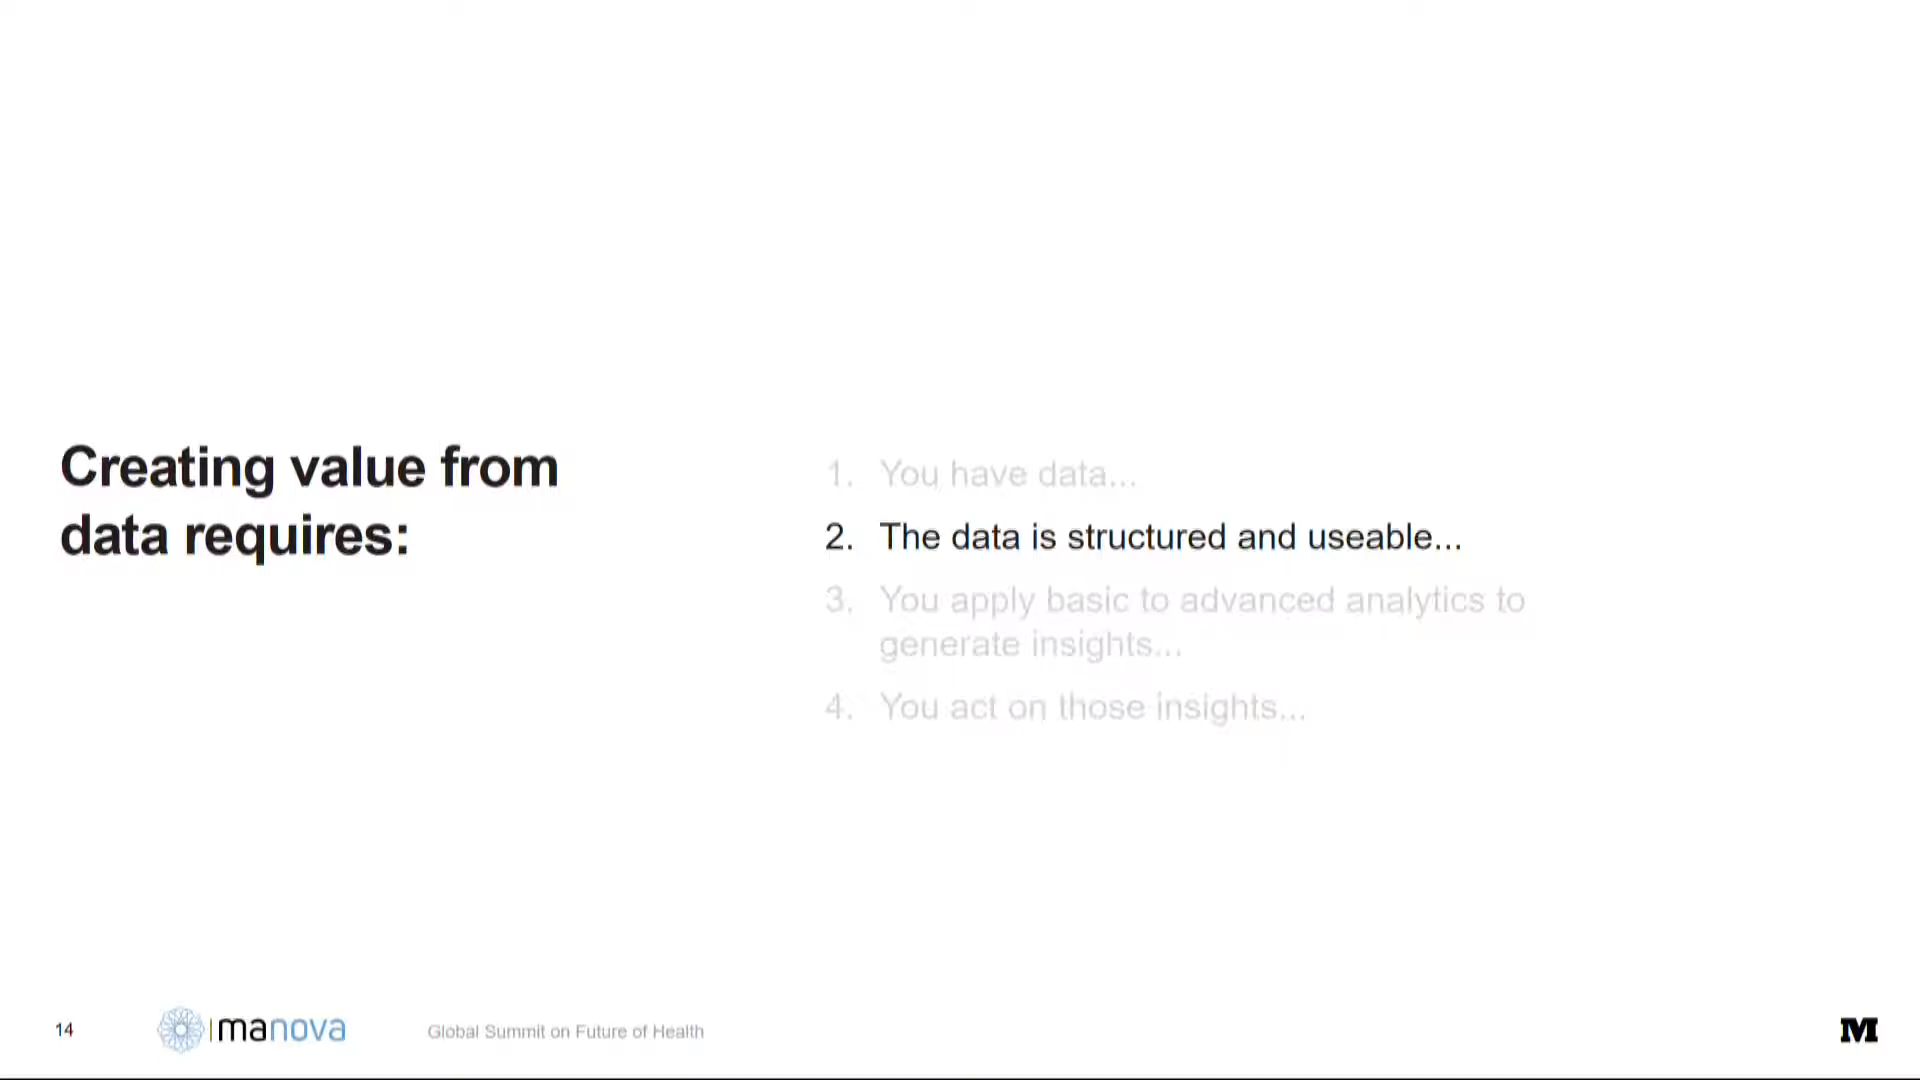 Creating value from
data requires:
1. You have data...
2. The data is structured and useable...
3. You apply basic to advanced analytics to
generate insights...
4. You act on those insights...
14
manova
Global Summit on Future of Health
M